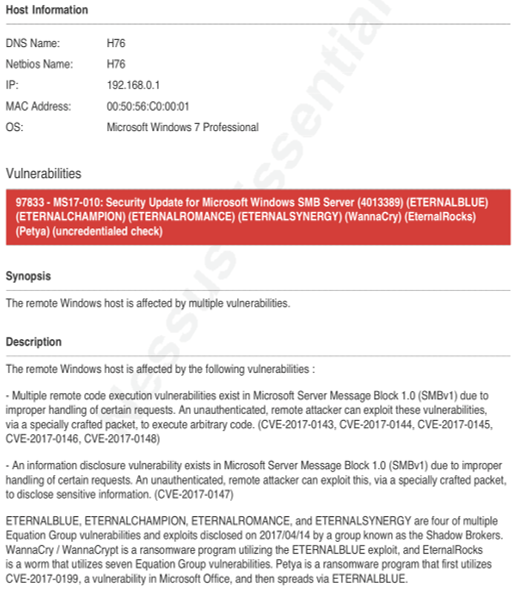 Host Information
DNS Name: H76
Netbios Name: H76
IP: 192.168.0.1
MAC Address: 00:50:56:C0:00:01
OS: Microsoft Windows 7 Professional
Vulnerabilities
97833 - MS17-010: Security Update for Microsoft Windows SMB Server (4013389) (ETERNALBLUE)
(ETERNALCHAMPION) (ETERNALROMANCE) (ETERNALSYNERGY) (WannaCry) (EternalRocks)
(Petya) (uncredentialed check)
Synopsis
The remote Windows host is affected by multiple vulnerabilities.
Description
The remote Windows host is affected by the following vulnerabilities :
- Multiple remote code execution vulnerabilities exist in Microsoft Server Message Block 1.0 (SMBv1) due to
improper handling of certain requests. An unauthenticated, remote attacker can exploit these vulnerabilities,
via a specially crafted packet, to execute arbitrary code. (CVE-2017-0143, CVE-2017-0144, CVE-2017-0145,
CVE-2017-0146, CVE-2017-0148)
- An information disclosure vulnerability exists in Microsoft Server Message Block 1.0 (SMBv1) due to improper
handling of certain requests. An unauthenticated, remote attacker can exploit this, via a specially crafted packet,
to disclose sensitive information. (CVE-2017-0147)
ETERNALBLUE, ETERNALCHAMPION, ETERNALROMANCE, and ETERNALSYNERGY are four of multiple
Equation Group vulnerabilities and exploits disclosed on 2017/04/14 by a group known as the Shadow Brokers.
WannaCry / WannaCrypt is a ransomware program utilizing the ETERNALBLUE exploit, and EternalRocks
is a worm that utilizes seven Equation Group vulnerabilities. Petya is a ransomware program that first utilizes
CVE-2017-0199, a vulnerability in Microsoft Office, and then spreads via ETERNALBLUE.